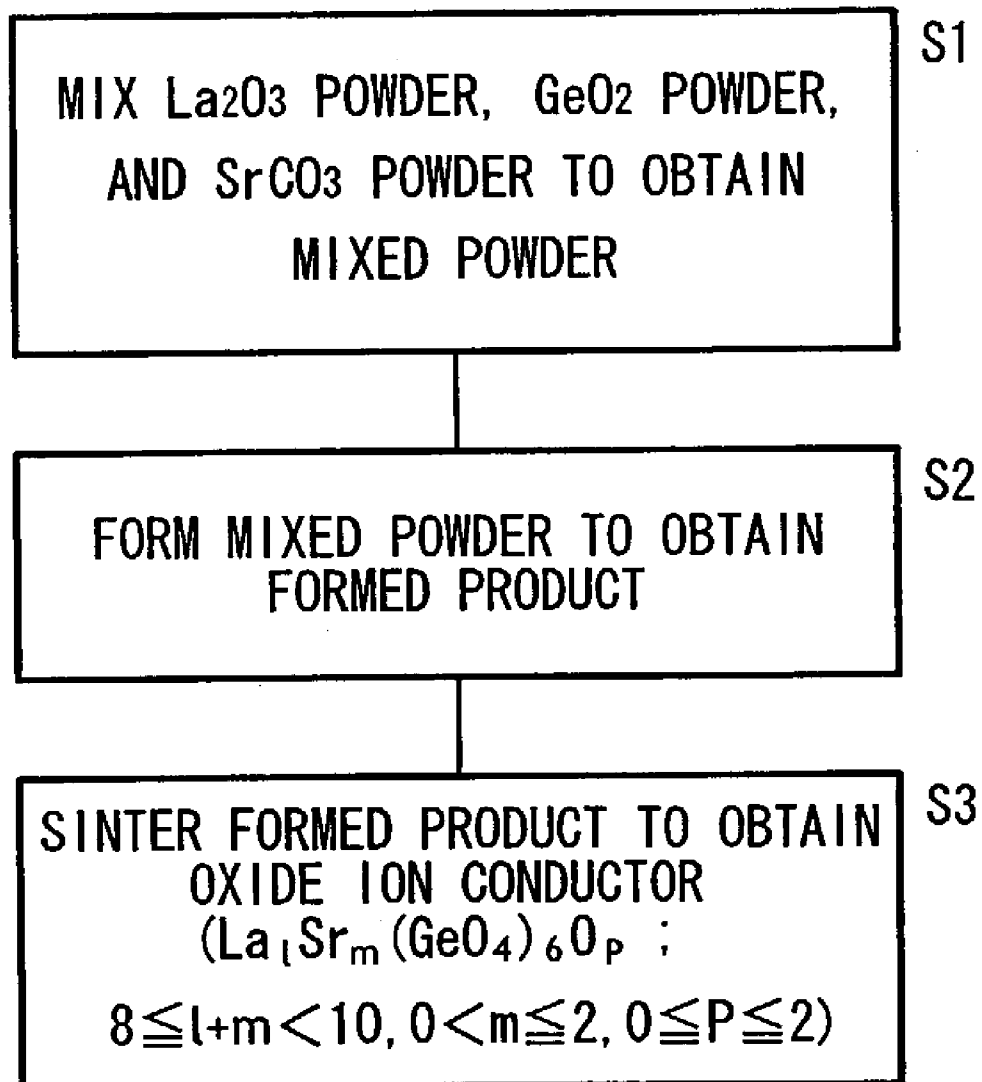 S1
MIX La2O3 POWDER, GeO2 POWDER,
AND SrCO3 POWDER TO OBTAIN
MIXED POWDER
S2
FORM MIXED POWDER TO OBTAIN
FORMED PRODUCT
S3
SINTER FORMED PRODUCT TO OBTAIN
OXIDE ION CONDUCTOR
(LalSrm(GeO4)6OP ;
8≦l+m<10, 0<m≦2, 0≦P≦2)